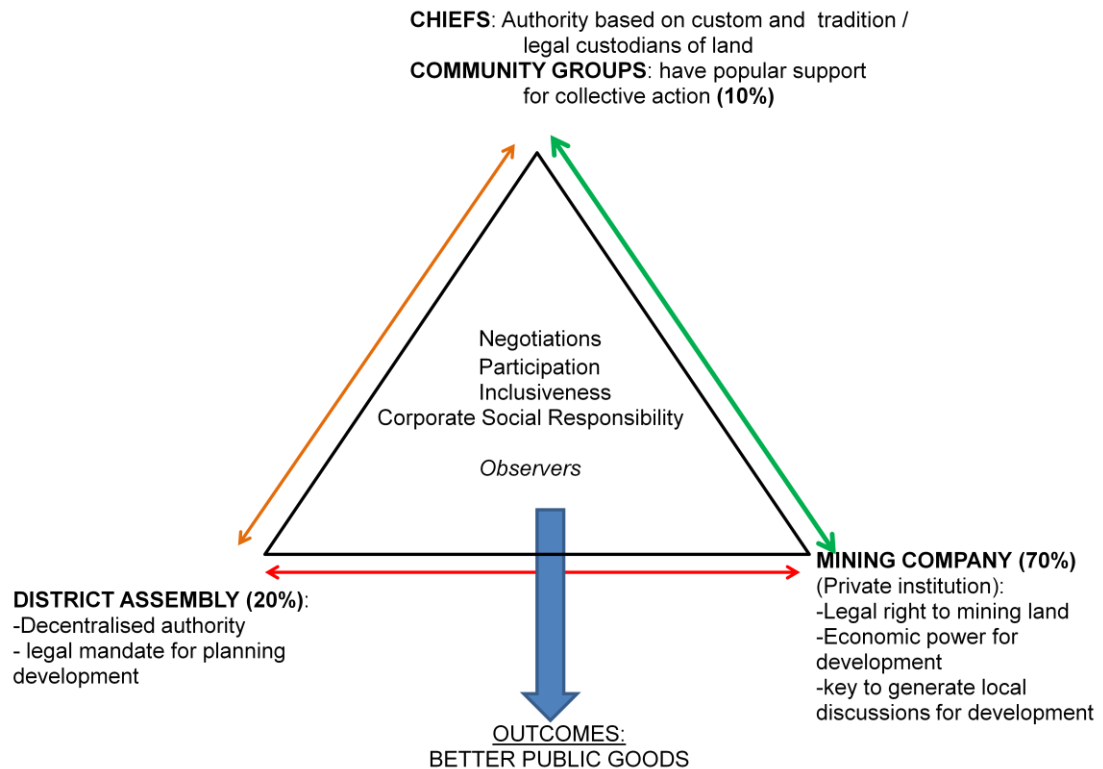 CHIEFS: Authority based on custom and tradition /
legal custodians of land
COMMUNITY GROUPS: have popular support
for collective action (10%)
Negotiations
Participation
Inclusiveness
Corporate Social Responsibility
Observers
DISTRICT ASSEMBLY (20%):
-Decentralised authority
- legal mandate for planning
development
MINING COMPANY (70%)
(Private institution):
-Legal right to mining land
-Economic power for
development
-key to generate local
discussions for development
OUTCOMES:
BETTER PUBLIC GOODS